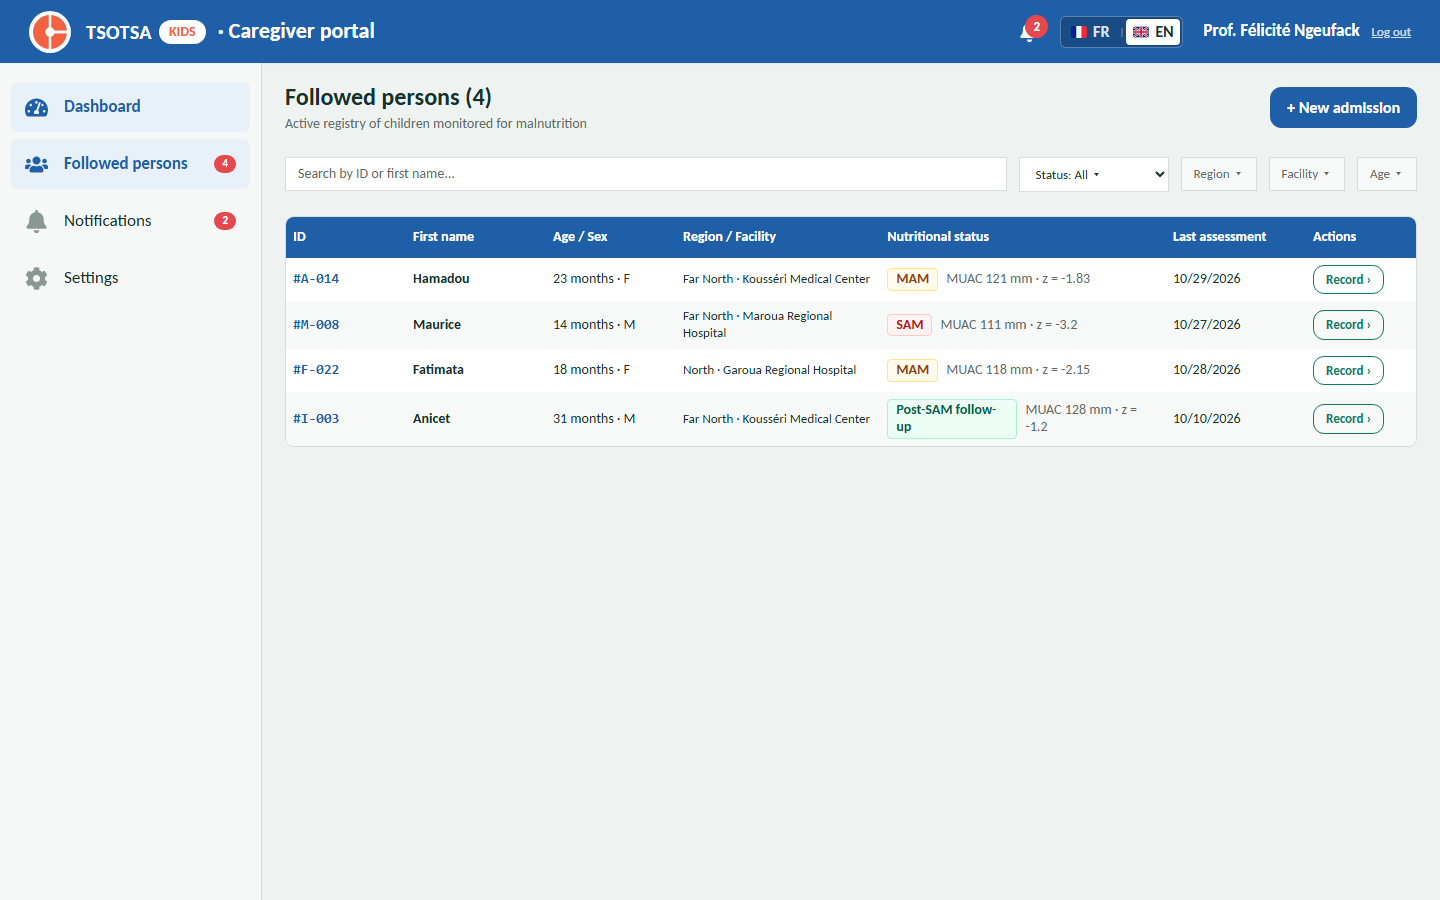 TSOTSA KIDS · Caregiver portal
2
FR | EN
Prof. Félicité Ngeufack Log out
Dashboard
Followed persons 4
Notifications 2
Settings
Followed persons (4)
Active registry of children monitored for malnutrition
+ New admission
Search by ID or first name...
Status: All ▾
Region ▾
Facility ▾
Age ▾
ID First name Age / Sex Region / Facility Nutritional status Last assessment Actions
#A-014 Hamadou 23 months · F Far North · Kousséri Medical Center MAM MUAC 121 mm · z = -1.83 10/29/2026 Record ›
#M-008 Maurice 14 months · M Far North · Maroua Regional Hospital SAM MUAC 111 mm · z = -3.2 10/27/2026 Record ›
#F-022 Fatimata 18 months · F North · Garoua Regional Hospital MAM MUAC 118 mm · z = -2.15 10/28/2026 Record ›
#I-003 Anicet 31 months · M Far North · Kousséri Medical Center Post-SAM follow-up MUAC 128 mm · z = -1.2 10/10/2026 Record ›